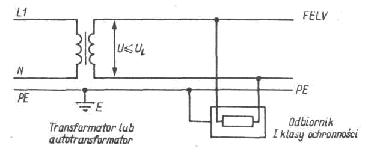 L1
FELV
U≤UL
N
PE
PE
E
Transformator lub
autotransformator
Odbiornik
I klasy ochronności